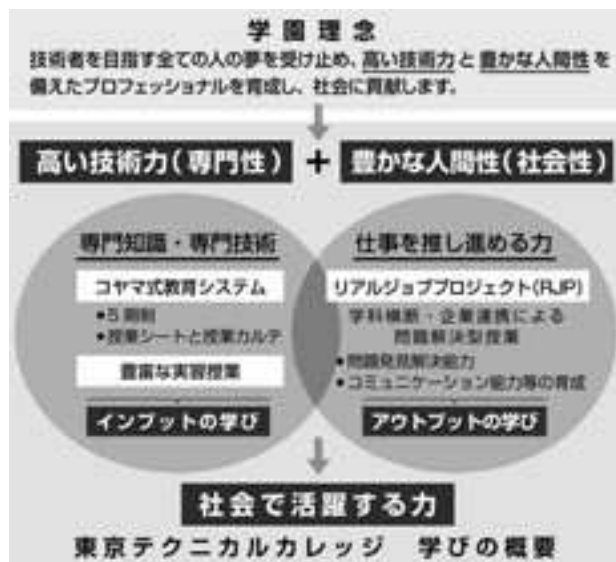 学園理念
技術者を目指す全ての人の夢を受け止め、高い技術力と豊かな人間性を
備えたプロフェッショナルを育成し、社会に貢献します。
高い技術力(専門性) + 豊かな人間性(社会性)
専門知識・専門技術
コヤマ式教育システム
●5期制
●授業シートと授業カルテ
豊富な実習授業
インプットの学び
仕事を推し進める力
リアルジョブプロジェクト(RJP)
学科横断・企業連携による
問題解決型授業
●問題発見解決能力
●コミュニケーション能力等の育成
アウトプットの学び
社会で活躍する力
東京テクニカルカレッジ 学びの概要